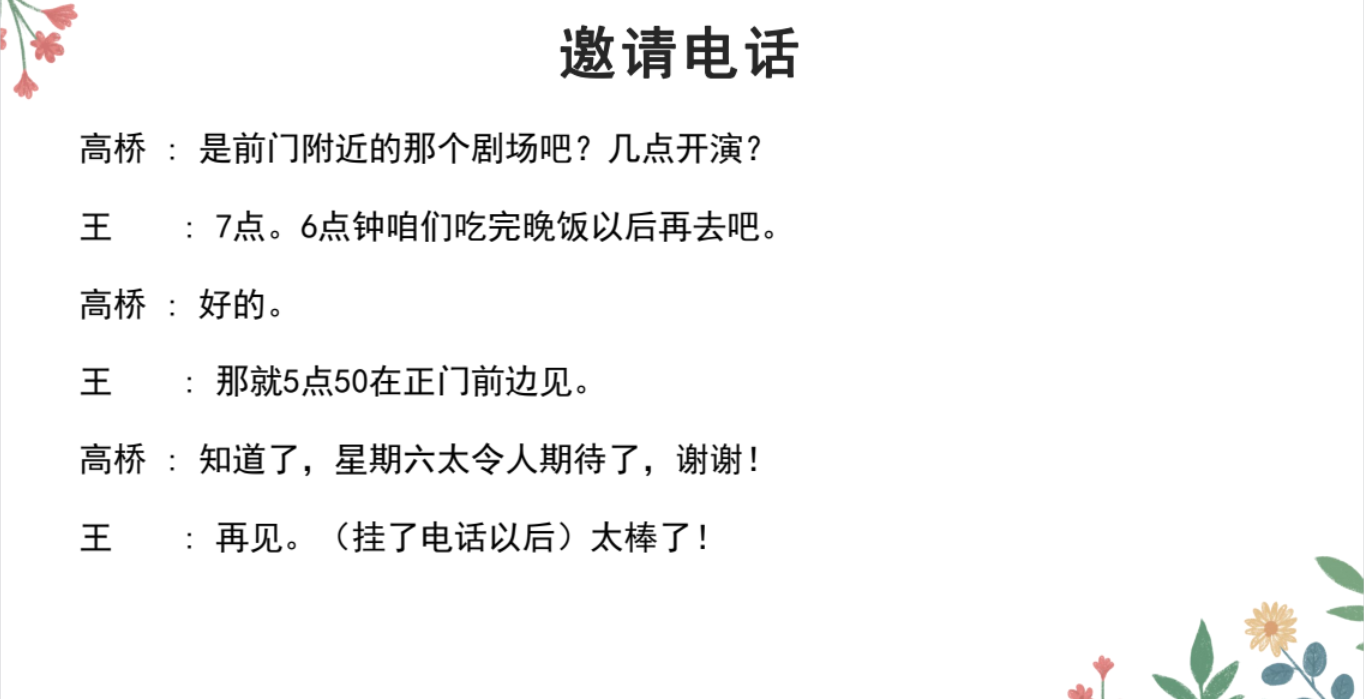 邀请电话
高桥 : 是前门附近的那个剧场吧？几点开演？
王 : 7点。6点钟咱们吃完晚饭以后再去吧。
高桥 : 好的。
王 : 那就5点50在正门前边见。
高桥 : 知道了，星期六太令人期待了，谢谢！
王 : 再见。（挂了电话以后）太棒了！